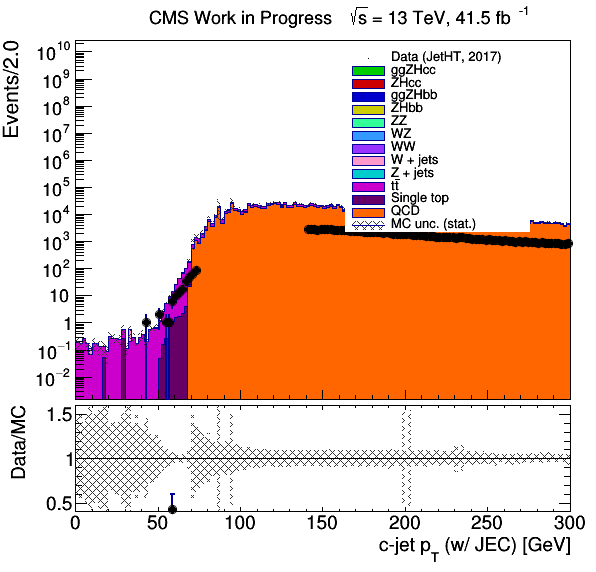 CMS Work in Progress √s = 13 TeV, 41.5 fb⁻¹
Events/2.0
10¹⁰
10⁹
10⁸
10⁷
10⁶
10⁵
10⁴
10³
10²
10
1
10⁻¹
10⁻²
Data (JetHT, 2017)
ggZHcc
ZHcc
ggZHbb
ZHbb
ZZ
WZ
WW
W + jets
Z + jets
tt̄
Single top
QCD
MC unc. (stat.)
Data/MC
1.5
1
0.5
0 50 100 150 200 250 300
c-jet p_T (w/ JEC) [GeV]